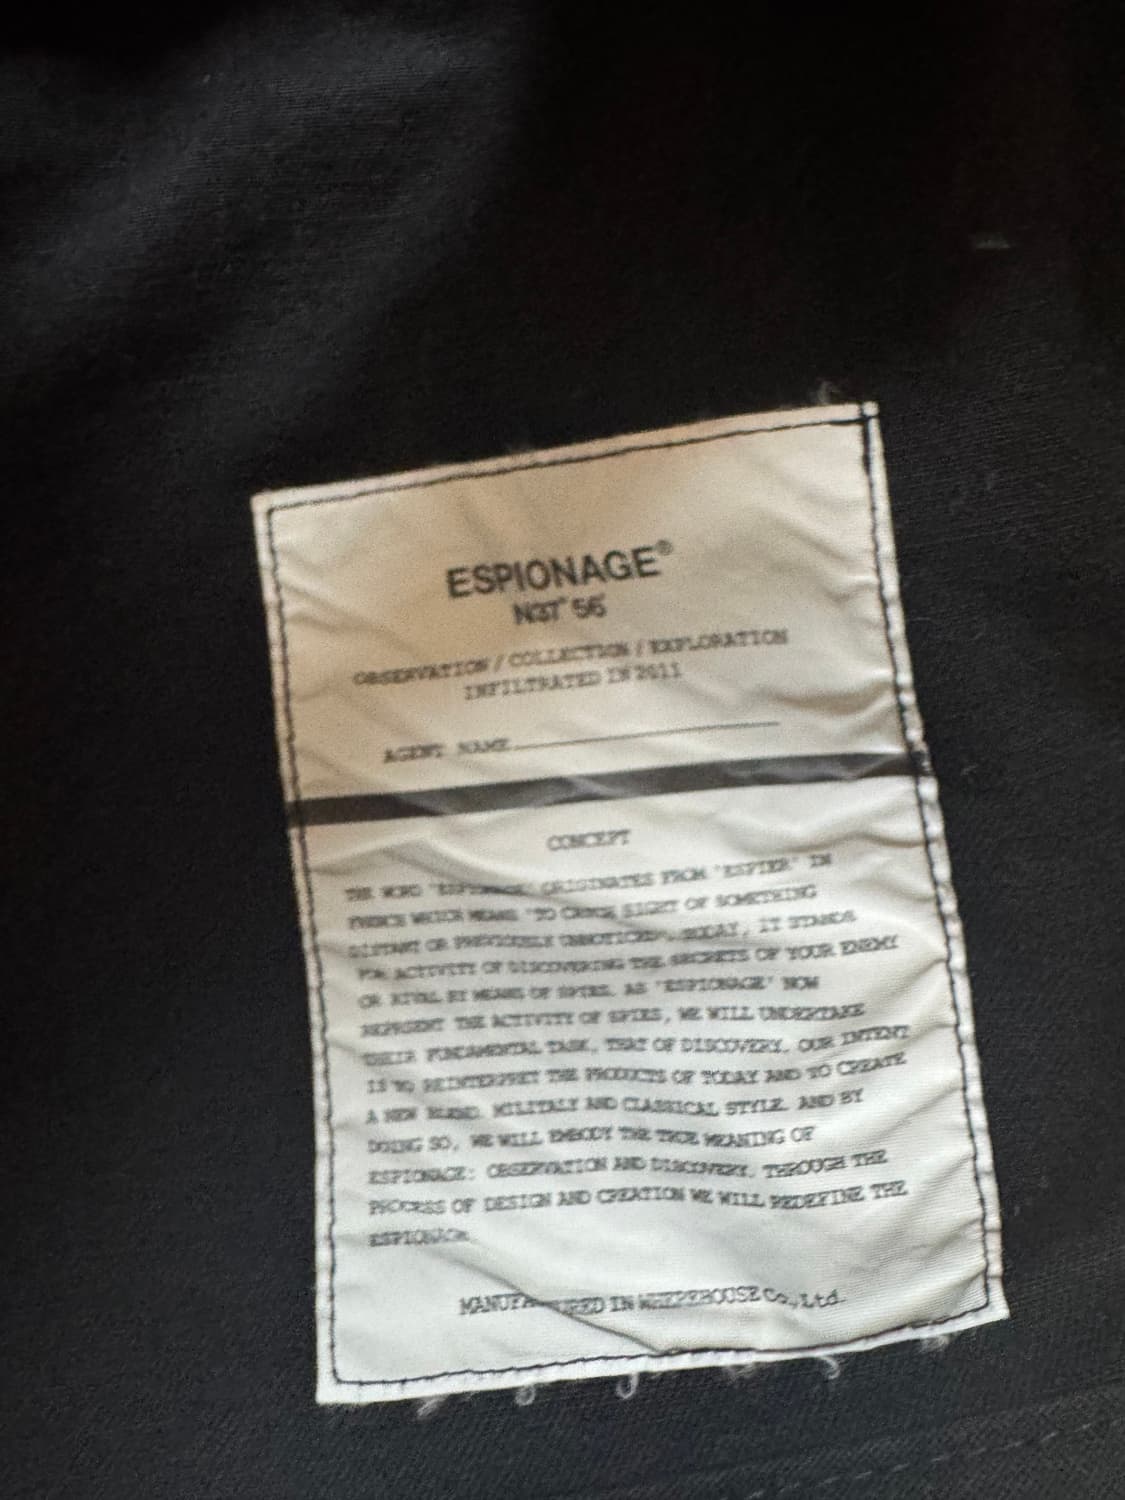 ESPIONAGE®
N37° 56
OBSERVATION / COLLECTION / EXPLORATION
INFILTRATED IN 2011
AGENT NAME
CONCEPT
THE WORD "ESPIONAGE" ORIGINATES FROM "ESPIER" IN
WHICH MEANS "TO CATCH SIGHT OF SOMETHING
DISTANT OR PREVIOUSLY UNNOTICED". TODAY, IT STANDS
FOR ACTIVITY OF DISCOVERING THE SECRETS OF YOUR ENEMY
OR RIVAL BY MEANS OF SPIES. AS "ESPIONAGE" NOW
REPRESENT THE ACTIVITY OF SPIES, WE WILL UNDERTAKE
THEIR FUNDAMENTAL TASK, THAT OF DISCOVERY. OUR INTENT
IS TO REINTERPRET THE PRODUCTS OF TODAY AND TO CREATE
A NEW BLEND, MILITALY AND CLASSICAL STYLE. AND BY
DOING SO, WE WILL EMBODY THE TRUE MEANING OF
ESPIONAGE: OBSERVATION AND DISCOVERY. THROUGH THE
PROCESS OF DESIGN AND CREATION WE WILL REDEFINE THE
ESPIONAGE.
MANUFACTURED IN Co., Ltd.